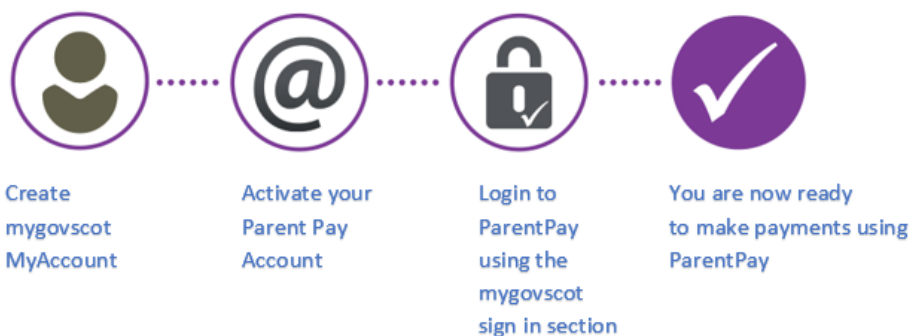 @
Create
mygovscot
MyAccount
Activate your
Parent Pay
Account
Login to
ParentPay
using the
mygovscot
sign in section
You are now ready
to make payments using
ParentPay